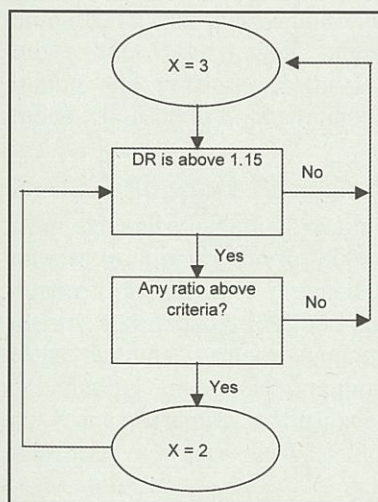 X = 3
DR is above 1.15
No
Yes
Any ratio above
criteria?
No
Yes
X = 2